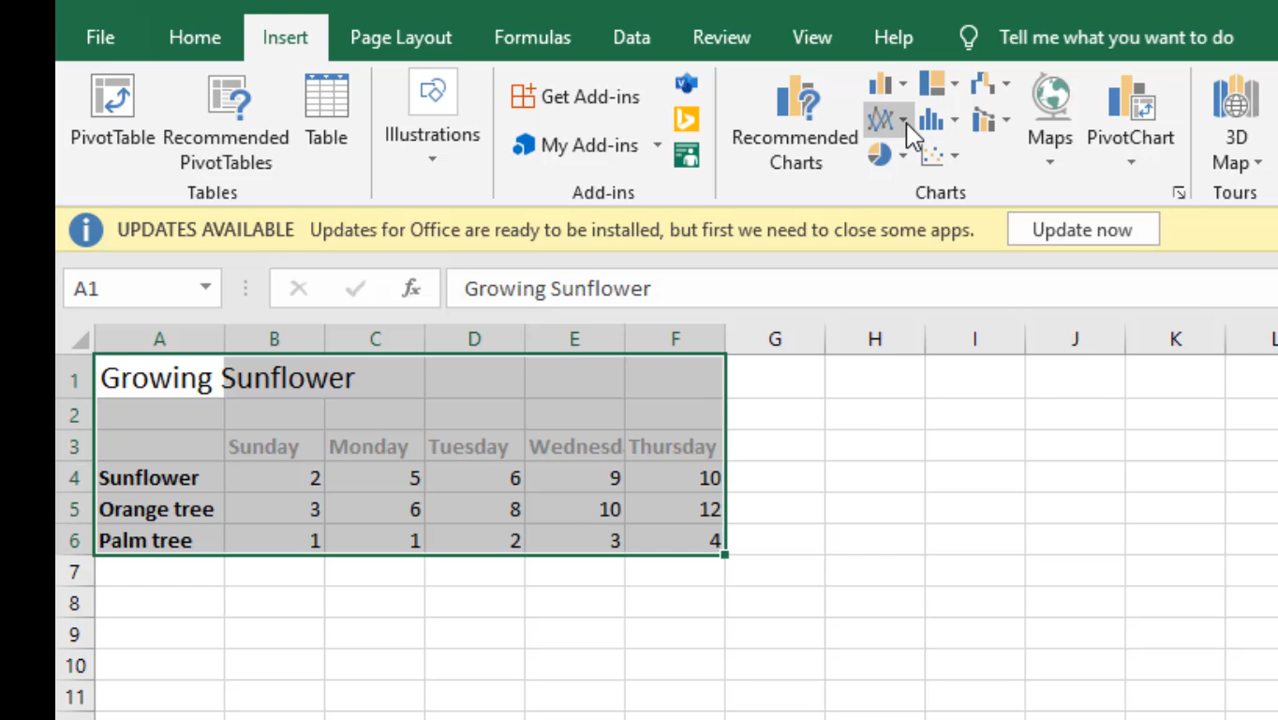 File Home Insert Page Layout Formulas Data Review View Help Tell me what you want to do
PivotTable
Recommended
PivotTables
Table
Tables
Illustrations
Get Add-ins
My Add-ins
Add-ins
Recommended
Charts
Maps
PivotChart
Charts
3D
Map
Tours
UPDATES AVAILABLE Updates for Office are ready to be installed, but first we need to close some apps. Update now
A1 fx Growing Sunflower
A B C D E F G H I J K L
1 Growing Sunflower
2
3 Sunday Monday Tuesday Wednesd Thursday
4 Sunflower 2 5 6 9 10
5 Orange tree 3 6 8 10 12
6 Palm tree 1 1 2 3 4
7
8
9
10
11